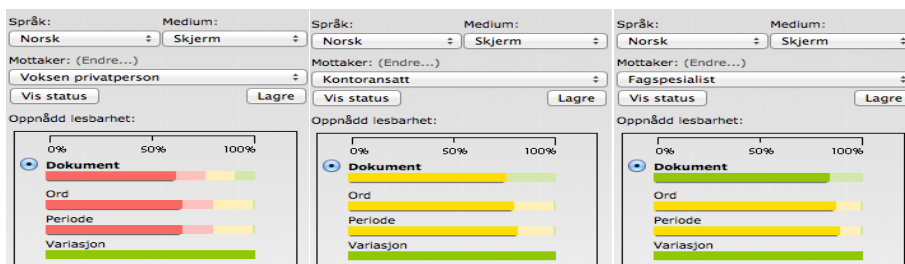 Språk: Medium:
Norsk Skjerm
Mottaker: (Endre...)
Voksen privatperson
Vis status Lagre
Oppnådd lesbarhet:
0% 50% 100%
Dokument
Ord
Periode
Variasjon
Språk: Medium:
Norsk Skjerm
Mottaker: (Endre...)
Kontoransatt
Vis status Lagre
Oppnådd lesbarhet:
0% 50% 100%
Dokument
Ord
Periode
Variasjon
Språk: Medium:
Norsk Skjerm
Mottaker: (Endre...)
Fagspesialist
Vis status Lagre
Oppnådd lesbarhet:
0% 50% 100%
Dokument
Ord
Periode
Variasjon